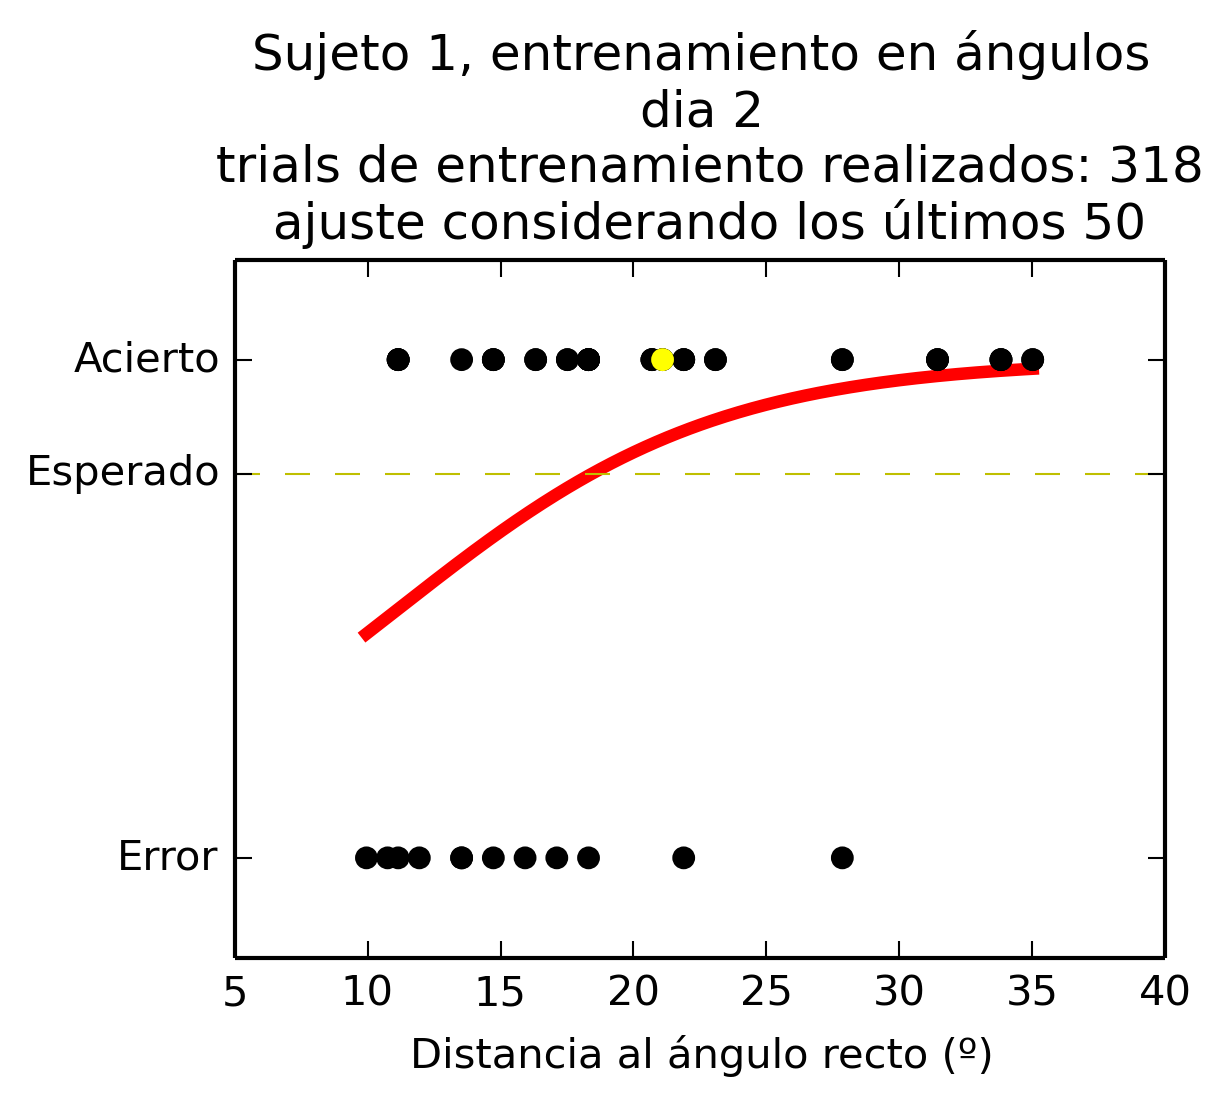 Sujeto 1, entrenamiento en ángulos
dia 2
trials de entrenamiento realizados: 318
ajuste considerando los últimos 50
Acierto
Esperado
Error
5 10 15 20 25 30 35 40
Distancia al ángulo recto (º)